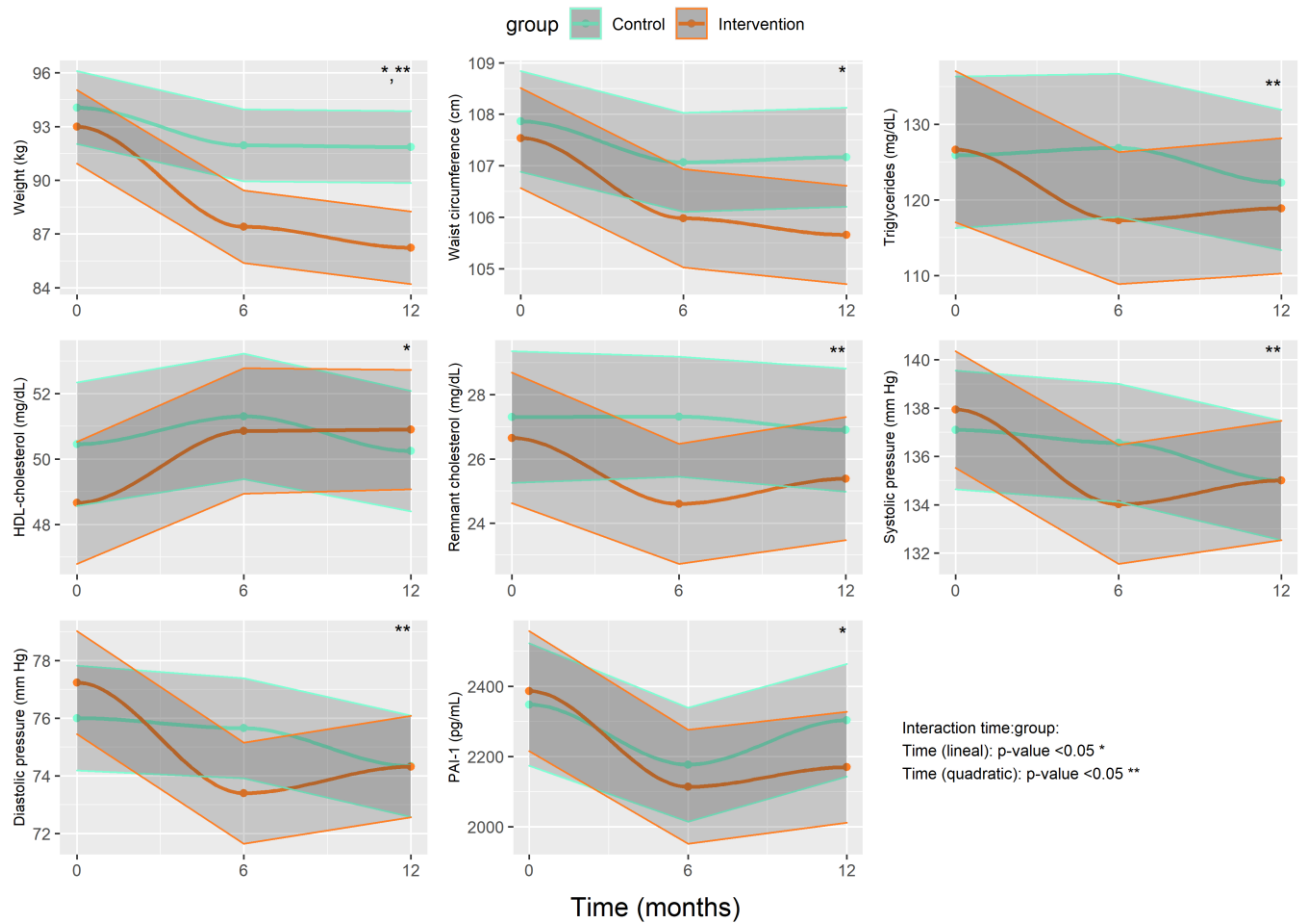 group Control Intervention
Weight (kg)
96
93
90
87
84
*,**
0 6 12
Waist circumference (cm)
109
108
107
106
105
*
0 6 12
Triglycerides (mg/dL)
130
120
110
**
0 6 12
HDL-cholesterol (mg/dL)
52
50
48
*
0 6 12
Remnant cholesterol (mg/dL)
28
26
24
**
0 6 12
Systolic pressure (mm Hg)
140
138
136
134
132
**
0 6 12
Diastolic pressure (mm Hg)
78
76
74
72
**
0 6 12
PAI-1 (pg/mL)
2400
2200
2000
*
0 6 12
Interaction time:group:
Time (lineal): p-value <0.05 *
Time (quadratic): p-value <0.05 **
Time (months)